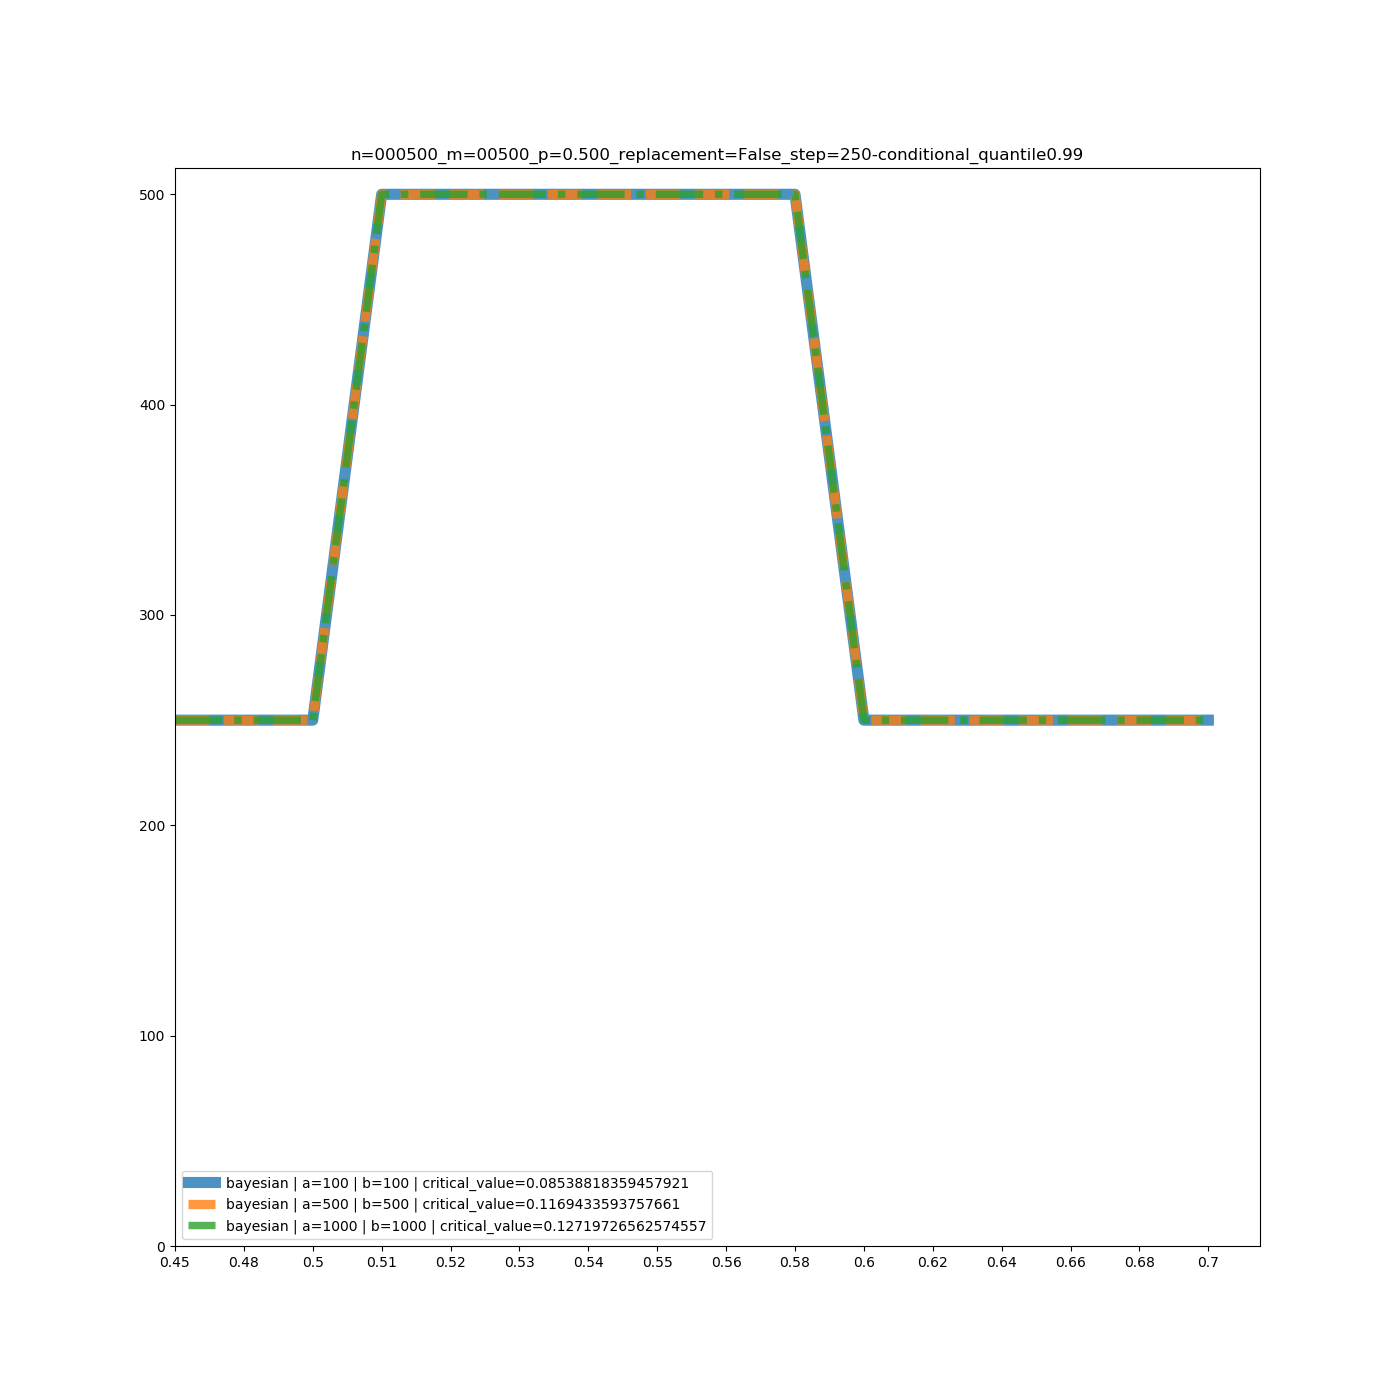 n=000500_m=00500_p=0.500_replacement=False_step=250-conditional_quantile0.99
500
400
300
200
100
0
bayesian | a=100 | b=100 | critical_value=0.08538818359457921
bayesian | a=500 | b=500 | critical_value=0.1169433593757661
bayesian | a=1000 | b=1000 | critical_value=0.12719726562574557
0.45 0.48 0.5 0.51 0.52 0.53 0.54 0.55 0.56 0.58 0.6 0.62 0.64 0.66 0.68 0.7